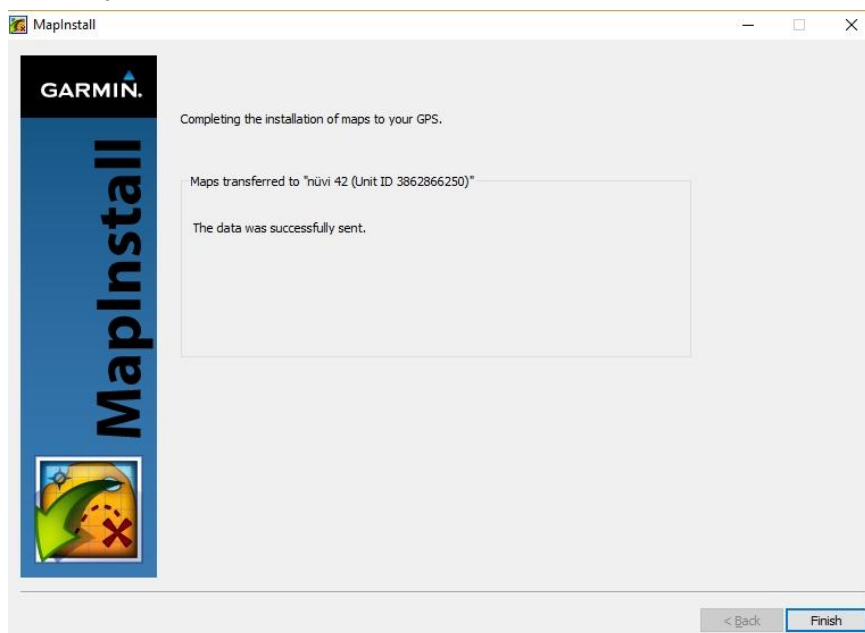 MapInstall
GARMIN.
MapInstall
Completing the installation of maps to your GPS.
Maps transferred to "nüvi 42 (Unit ID 3862866250)"
The data was successfully sent.
< Back
Finish